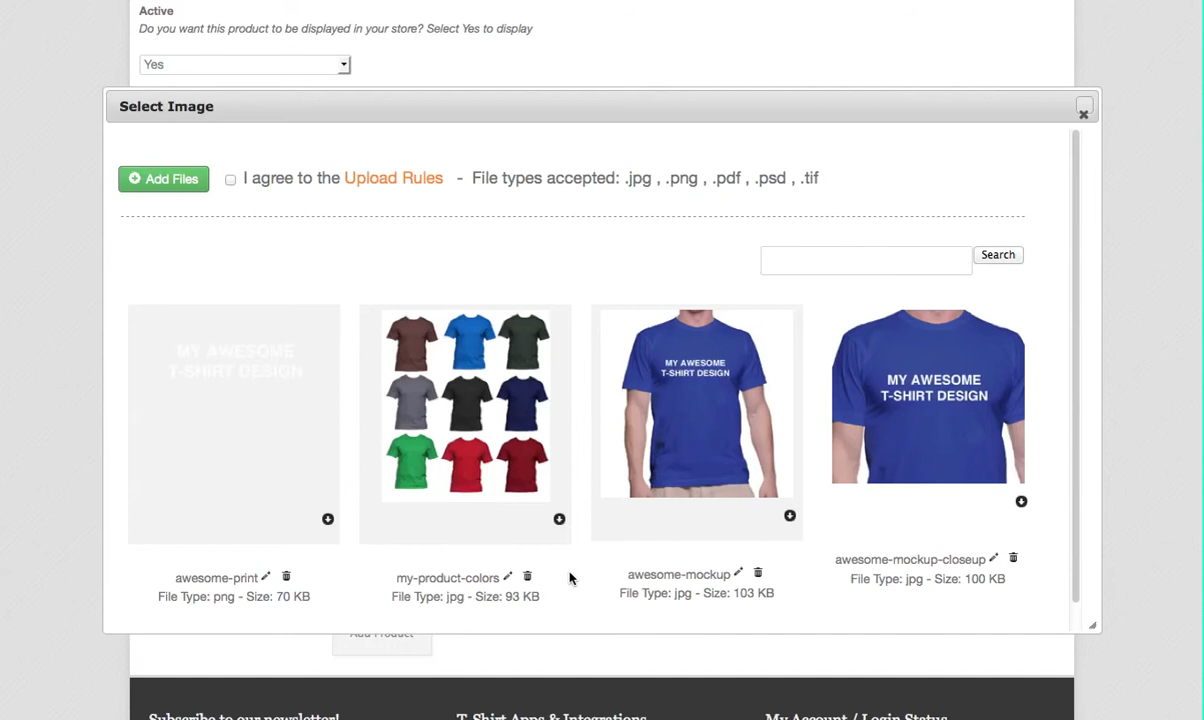 Active
Do you want this product to be displayed in your store? Select Yes to display
Yes
Select Image
Add Files
I agree to the Upload Rules - File types accepted: .jpg , .png , .pdf , .psd , .tif
Search
MY AWESOME
T-SHIRT DESIGN
MY AWESOME
T-SHIRT DESIGN
MY AWESOME
T-SHIRT DESIGN
awesome-print
File Type: png - Size: 70 KB
my-product-colors
File Type: jpg - Size: 93 KB
awesome-mockup
File Type: jpg - Size: 103 KB
awesome-mockup-closeup
File Type: jpg - Size: 100 KB
Add Product
Subscribe to our newsletter!
T-Shirt Apps & Integrations
My Account / Login Status